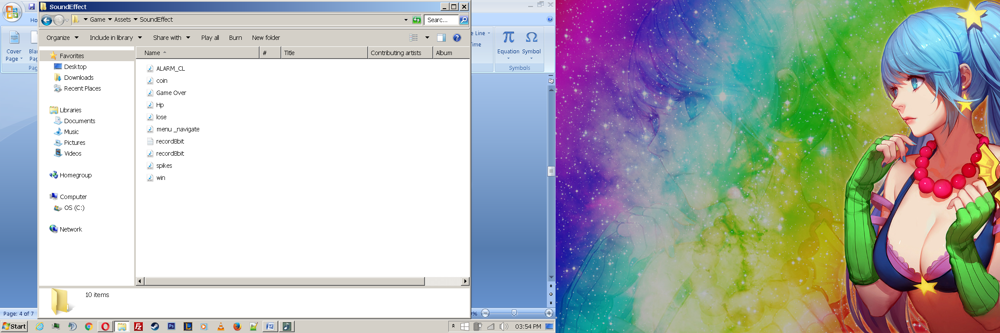 SoundEffect
Game Assets SoundEffect
Searc...
Organize Include in library Share with Play all Burn New folder
Name # Title Contributing artists Album
Favorites
Desktop
Downloads
Recent Places
Libraries
Documents
Music
Pictures
Videos
Homegroup
Computer
OS (C:)
Network
ALARM_CL
coin
Game Over
Hp
lose
menu _navigate
record8bit
record8bit
spikes
win
10 items
Ho
Cover
Page
Bla
Pag
Pag
e Line
ime
π Ω
Equation Symbol
Symbols
Page: 4 of 7
%
Start
03:54 PM